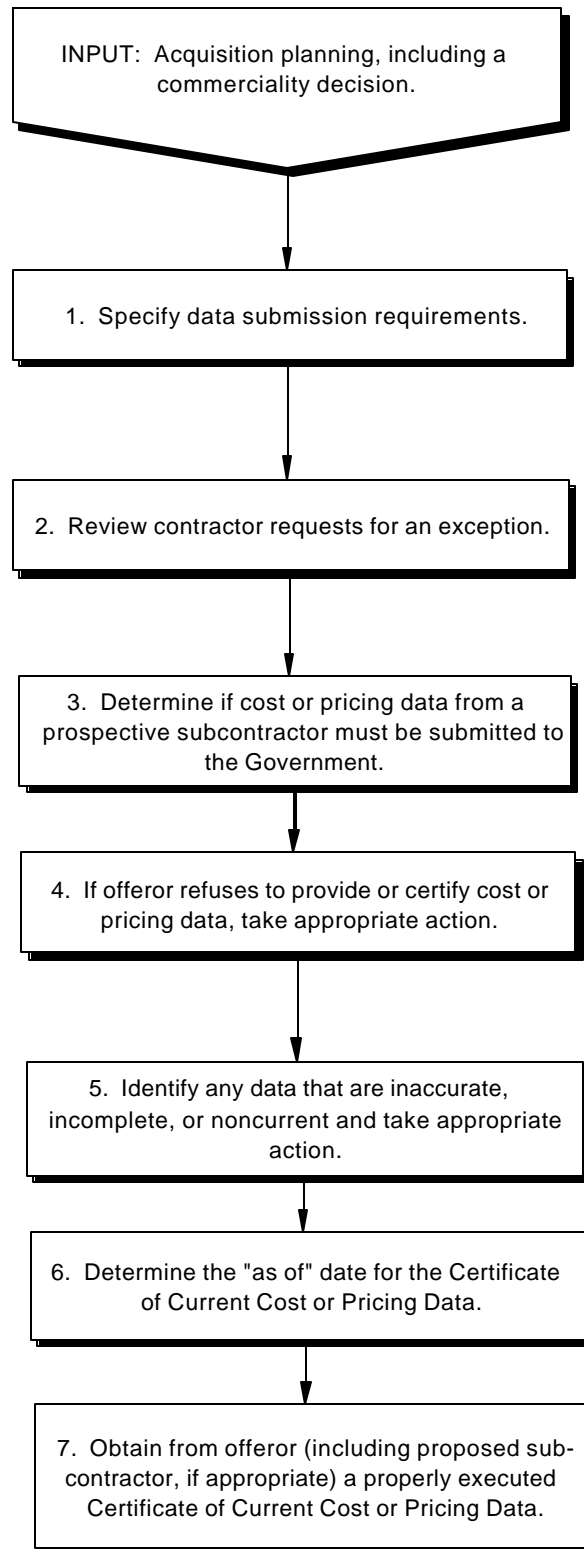 INPUT:  Acquisition planning, including a
commerciality decision.
1.  Specify data submission requirements.
2.  Review contractor requests for an exception.
3.  Determine if cost or pricing data from a
prospective subcontractor must be submitted to
the Government.
4.  If offeror refuses to provide or certify cost or
pricing data, take appropriate action.
5.  Identify any data that are inaccurate,
incomplete, or noncurrent and take appropriate
action.
6.  Determine the "as of" date for the Certificate
of Current Cost or Pricing Data.
7.  Obtain from offeror (including proposed sub-
contractor, if appropriate) a properly executed
Certificate of Current Cost or Pricing Data.